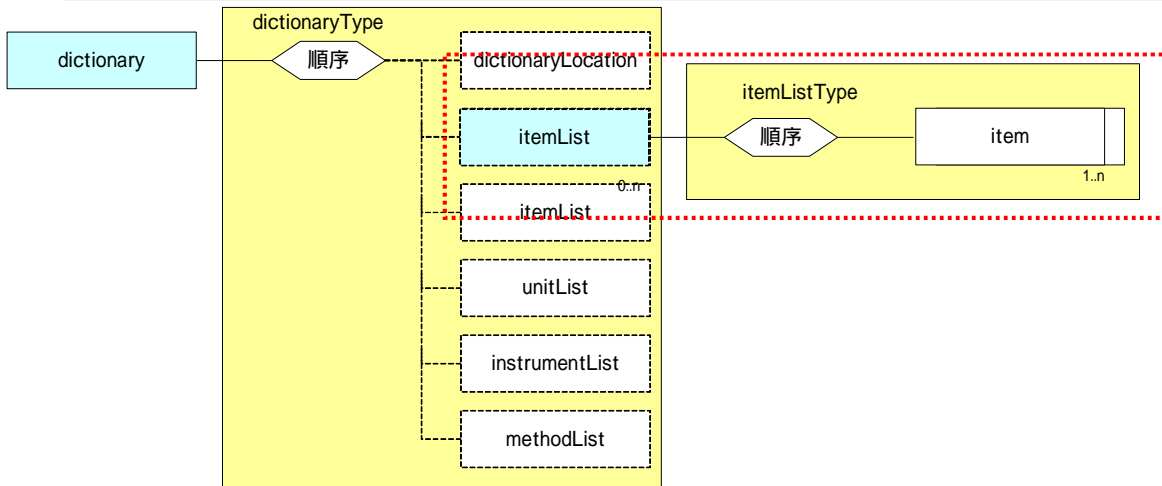 dictionaryType
dictionary
順序
dictionaryLocation
itemListType
itemList
順序
item
0..n
1..n
itemList
unitList
instrumentList
methodList